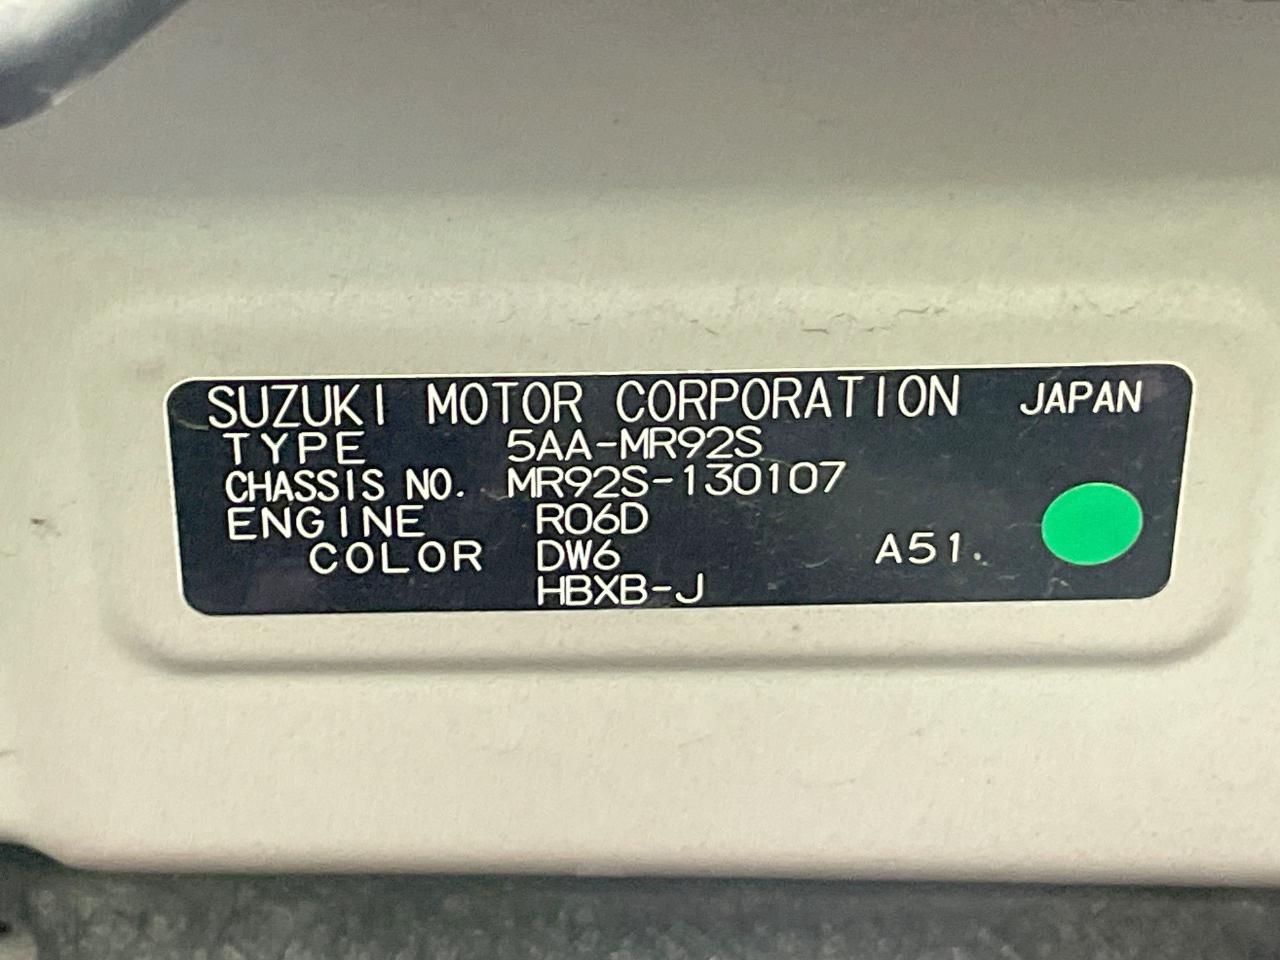 SUZUKI MOTOR CORPORATION JAPAN
TYPE 5AA-MR92S
CHASSIS NO. MR92S-130107
ENGINE R06D
COLOR DW6 A51.
HBXB-J